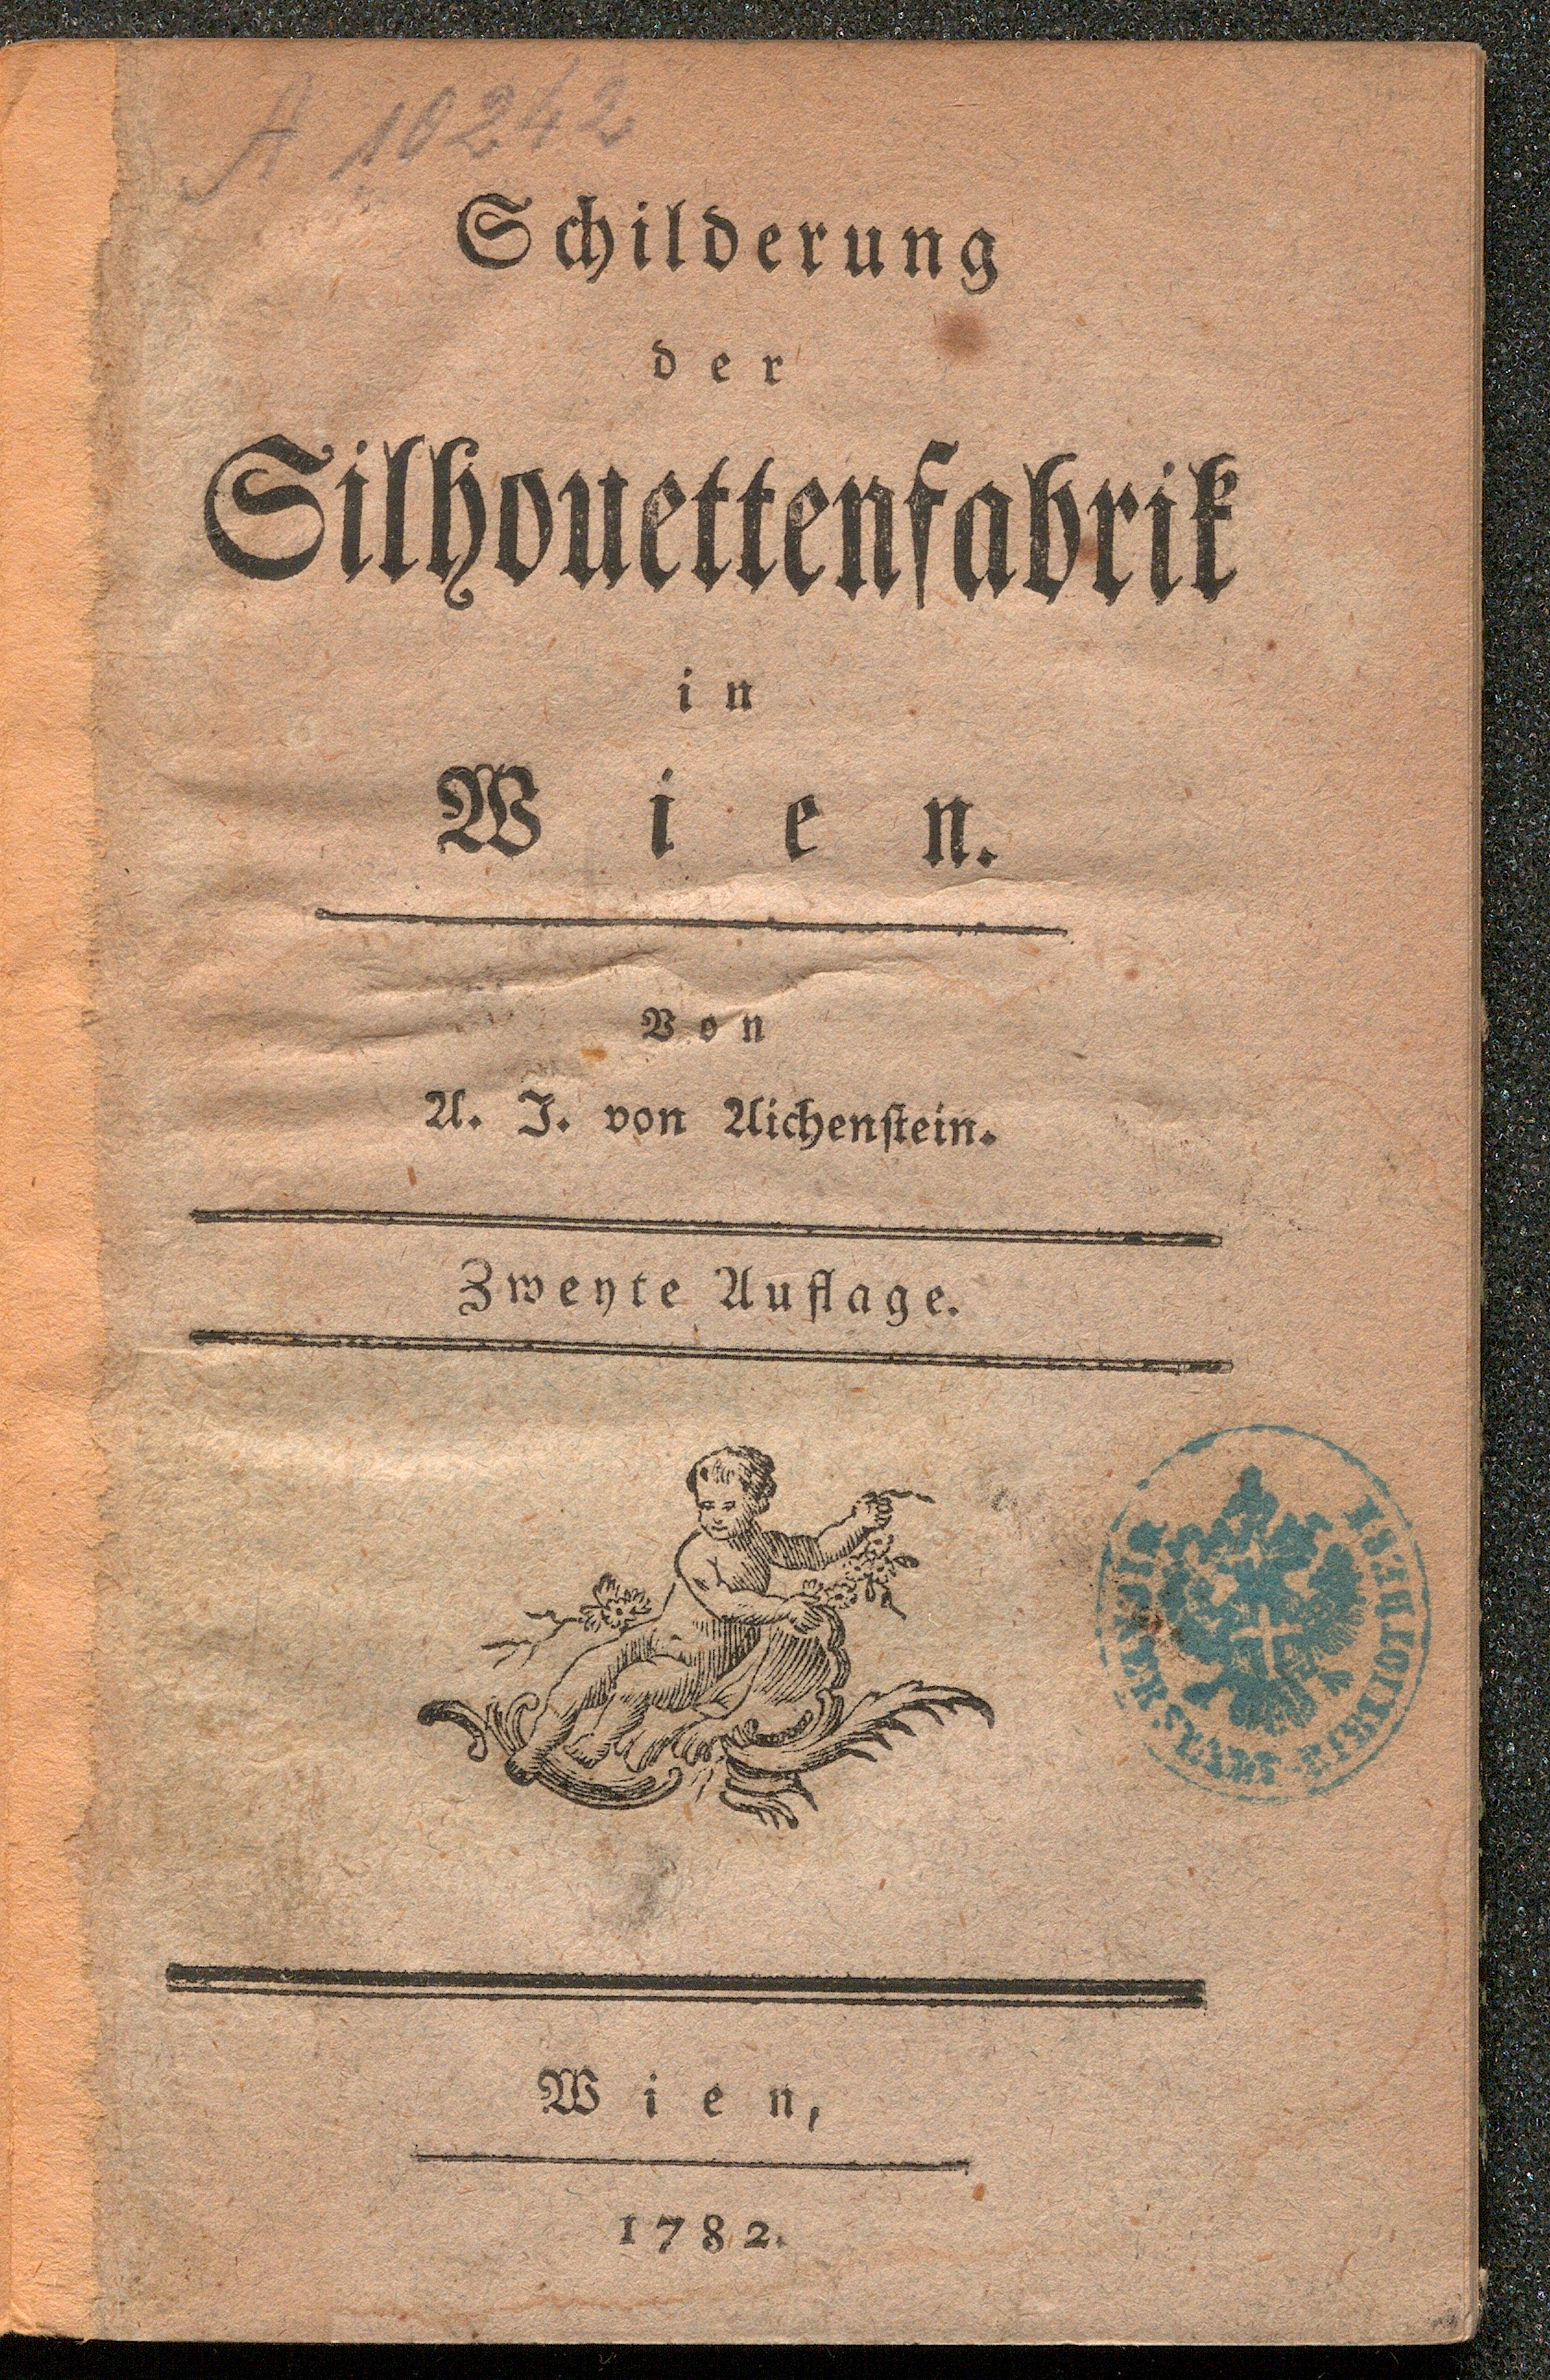 A 10242
Schilderung
der
Silhouettenfabrik
in
Wien.
Von
A. J. von Aichenstein.
Zweyte Auflage.
Wien,
1782.